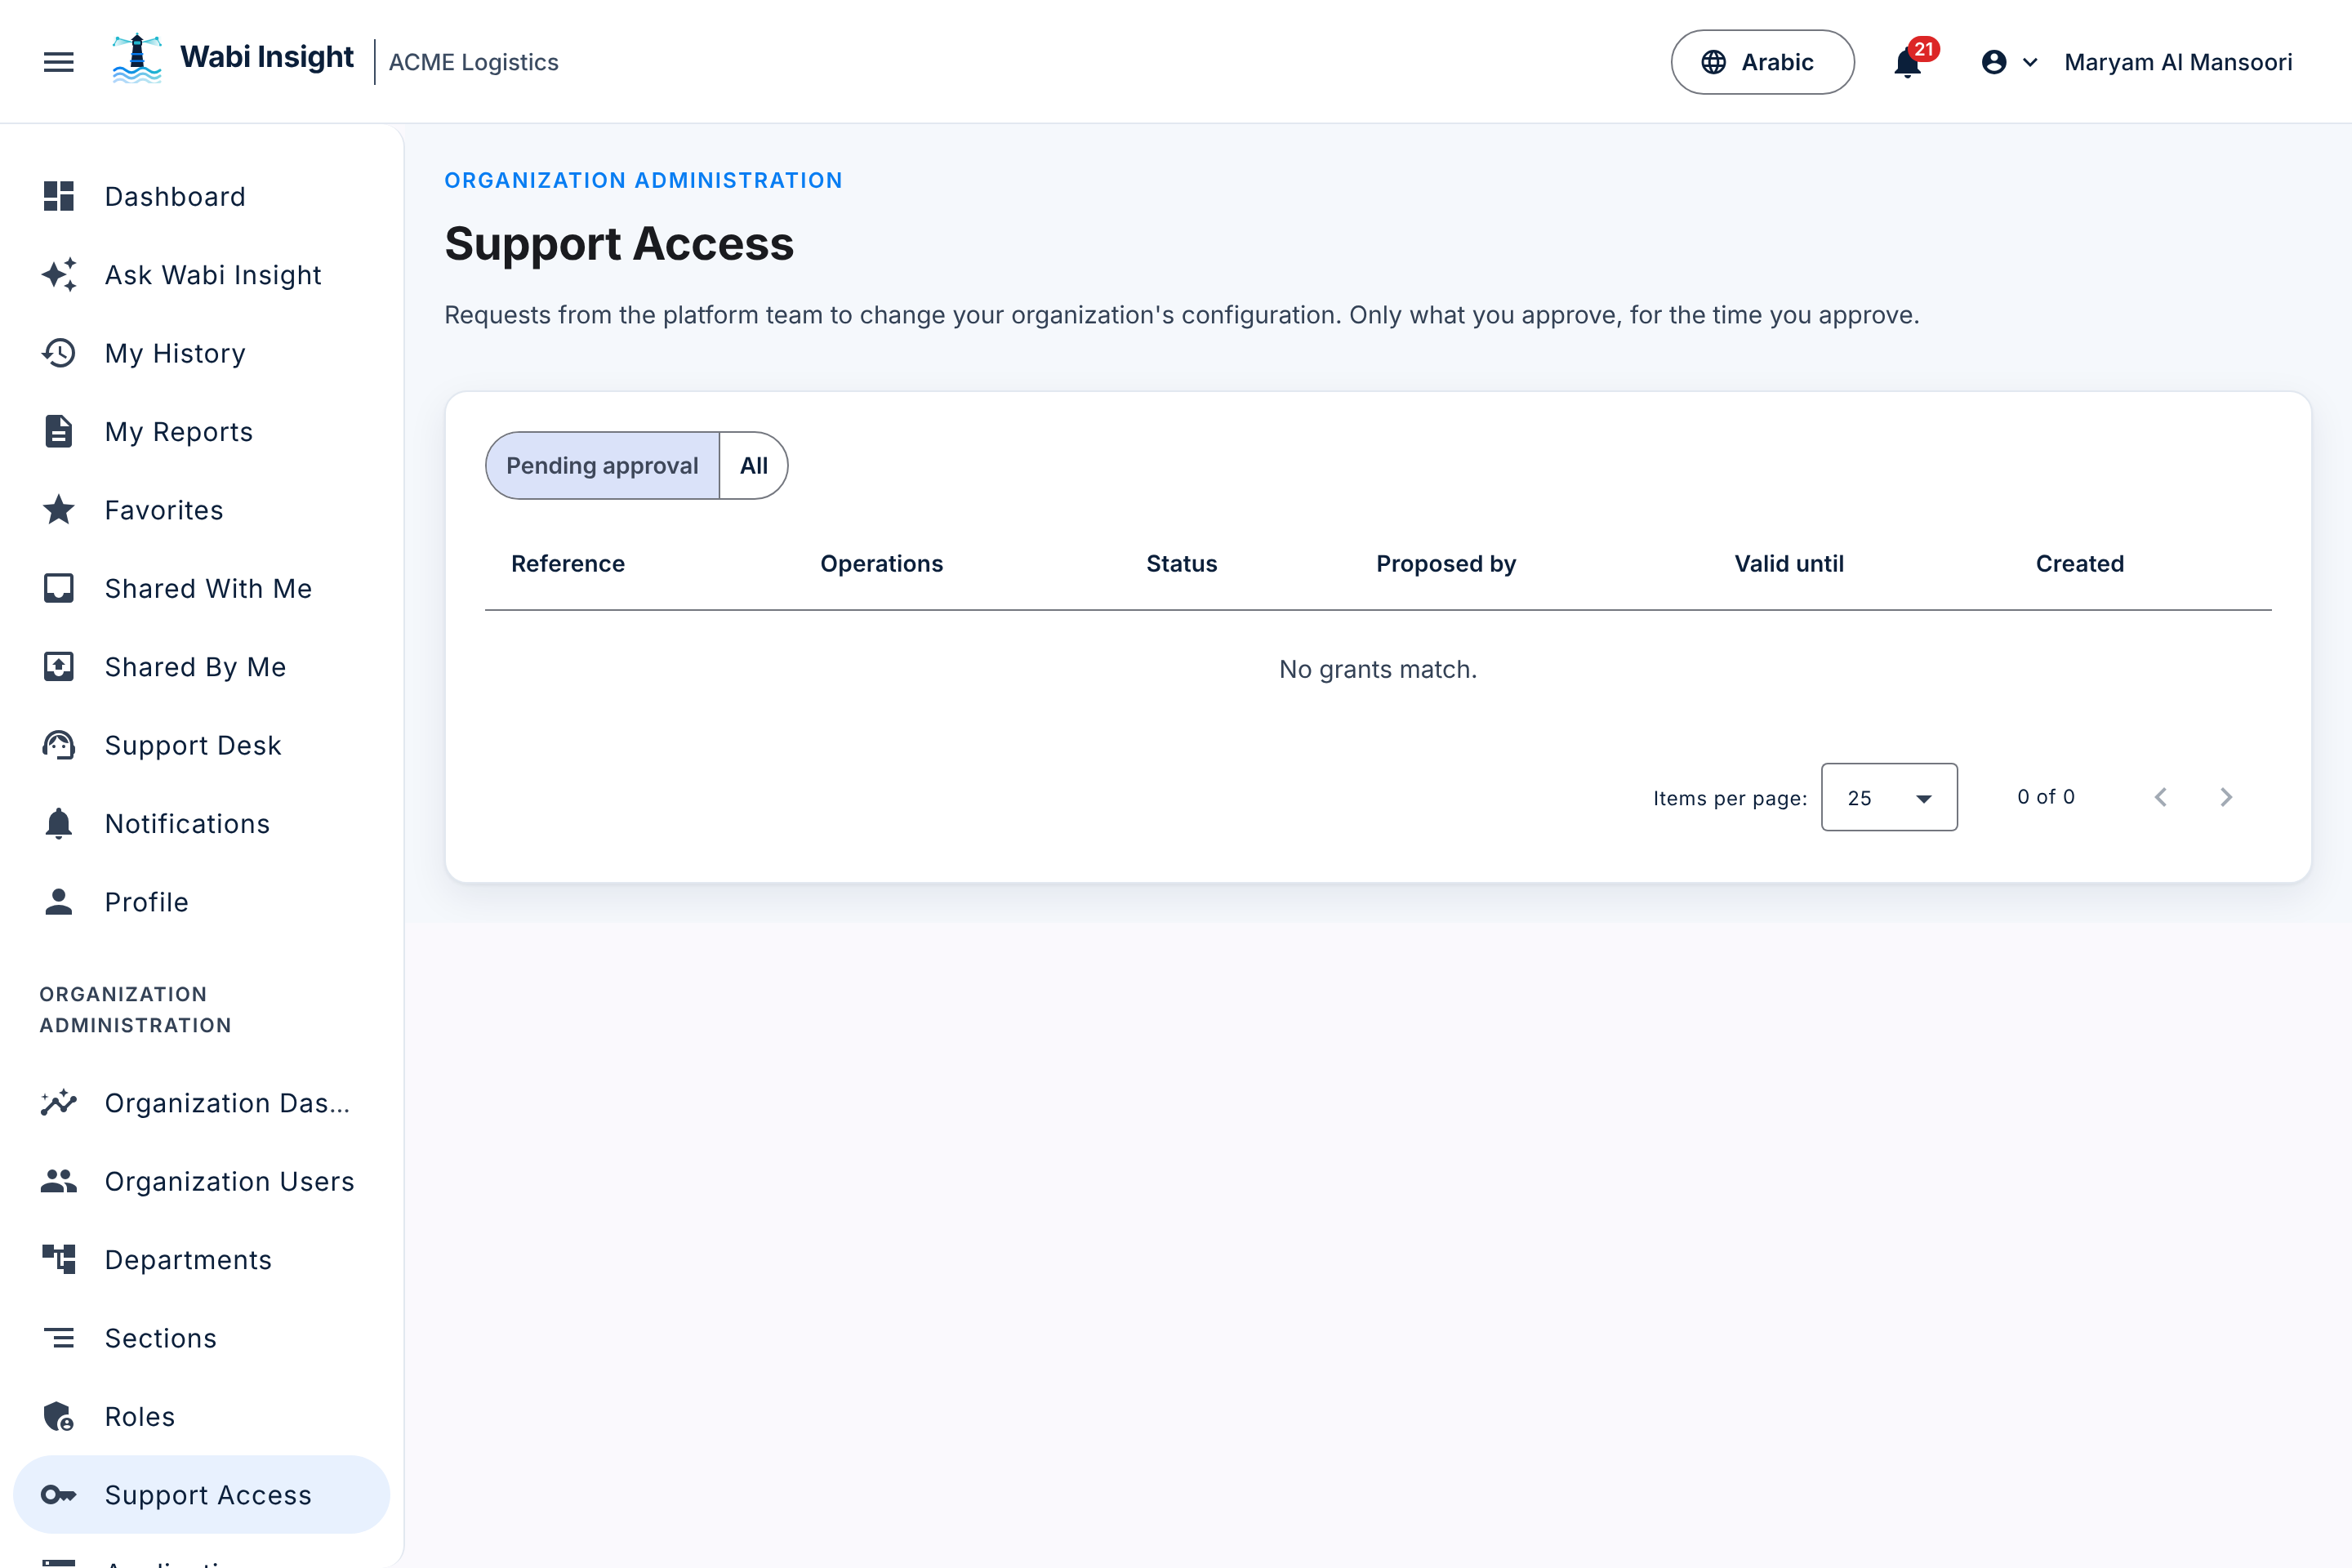 Wabi Insight
ACME Logistics
Arabic
21
Maryam Al Mansoori
Dashboard
Ask Wabi Insight
My History
My Reports
Favorites
Shared With Me
Shared By Me
Support Desk
Notifications
Profile
ORGANIZATION
ADMINISTRATION
Organization Das...
Organization Users
Departments
Sections
Roles
Support Access
ORGANIZATION ADMINISTRATION
Support Access
Requests from the platform team to change your organization's configuration. Only what you approve, for the time you approve.
Pending approval
All
Reference Operations Status Proposed by Valid until Created
No grants match.
Items per page: 25 0 of 0